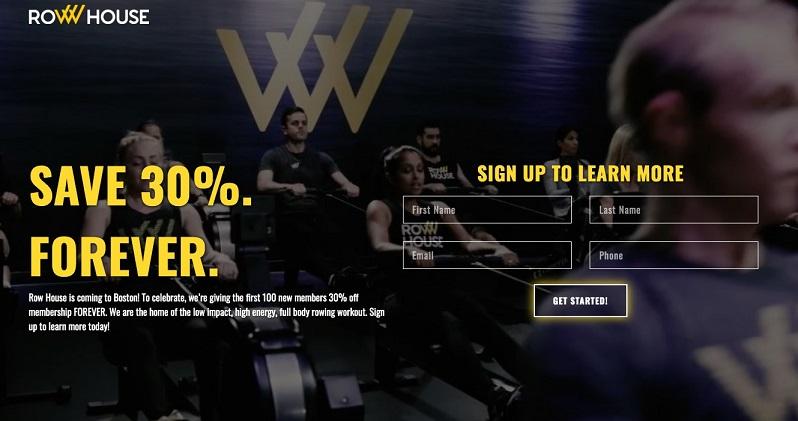 ROW HOUSE
SAVE 30%.
FOREVER.
Row House is coming to Boston! To celebrate, we're giving the first 100 new members 30% off
membership FOREVER. We are the home of the low impact, high energy, full body rowing workout. Sign
up to learn more today!
SIGN UP TO LEARN MORE
First Name
Last Name
Email
Phone
GET STARTED!
ROW
HOUSE
ROW
HOUSE